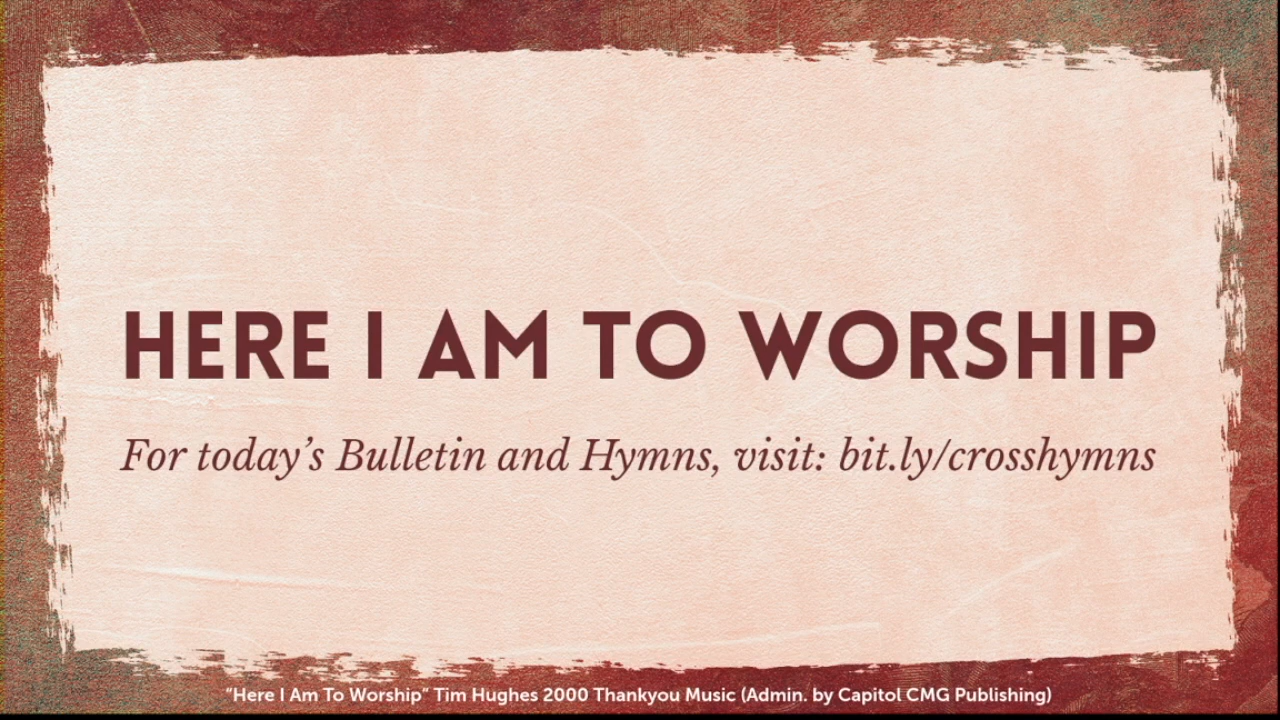 HERE I AM TO WORSHIP
For today’s Bulletin and Hymns, visit: bit.ly/crosshymns
“Here I Am To Worship” Tim Hughes 2000 Thankyou Music (Admin. by Capitol CMG Publishing)